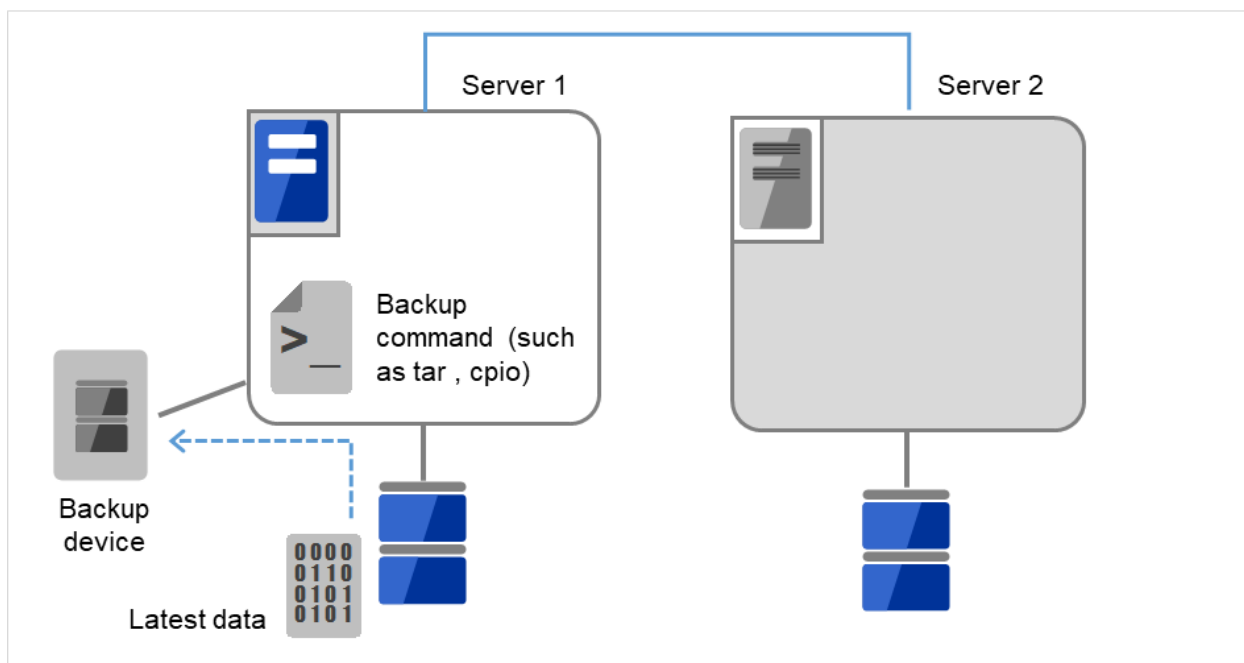 Server 1
Server 2
Backup
command (such
as tar , cpio)
>_
Backup
device
0000
0110
0101
0101
Latest data